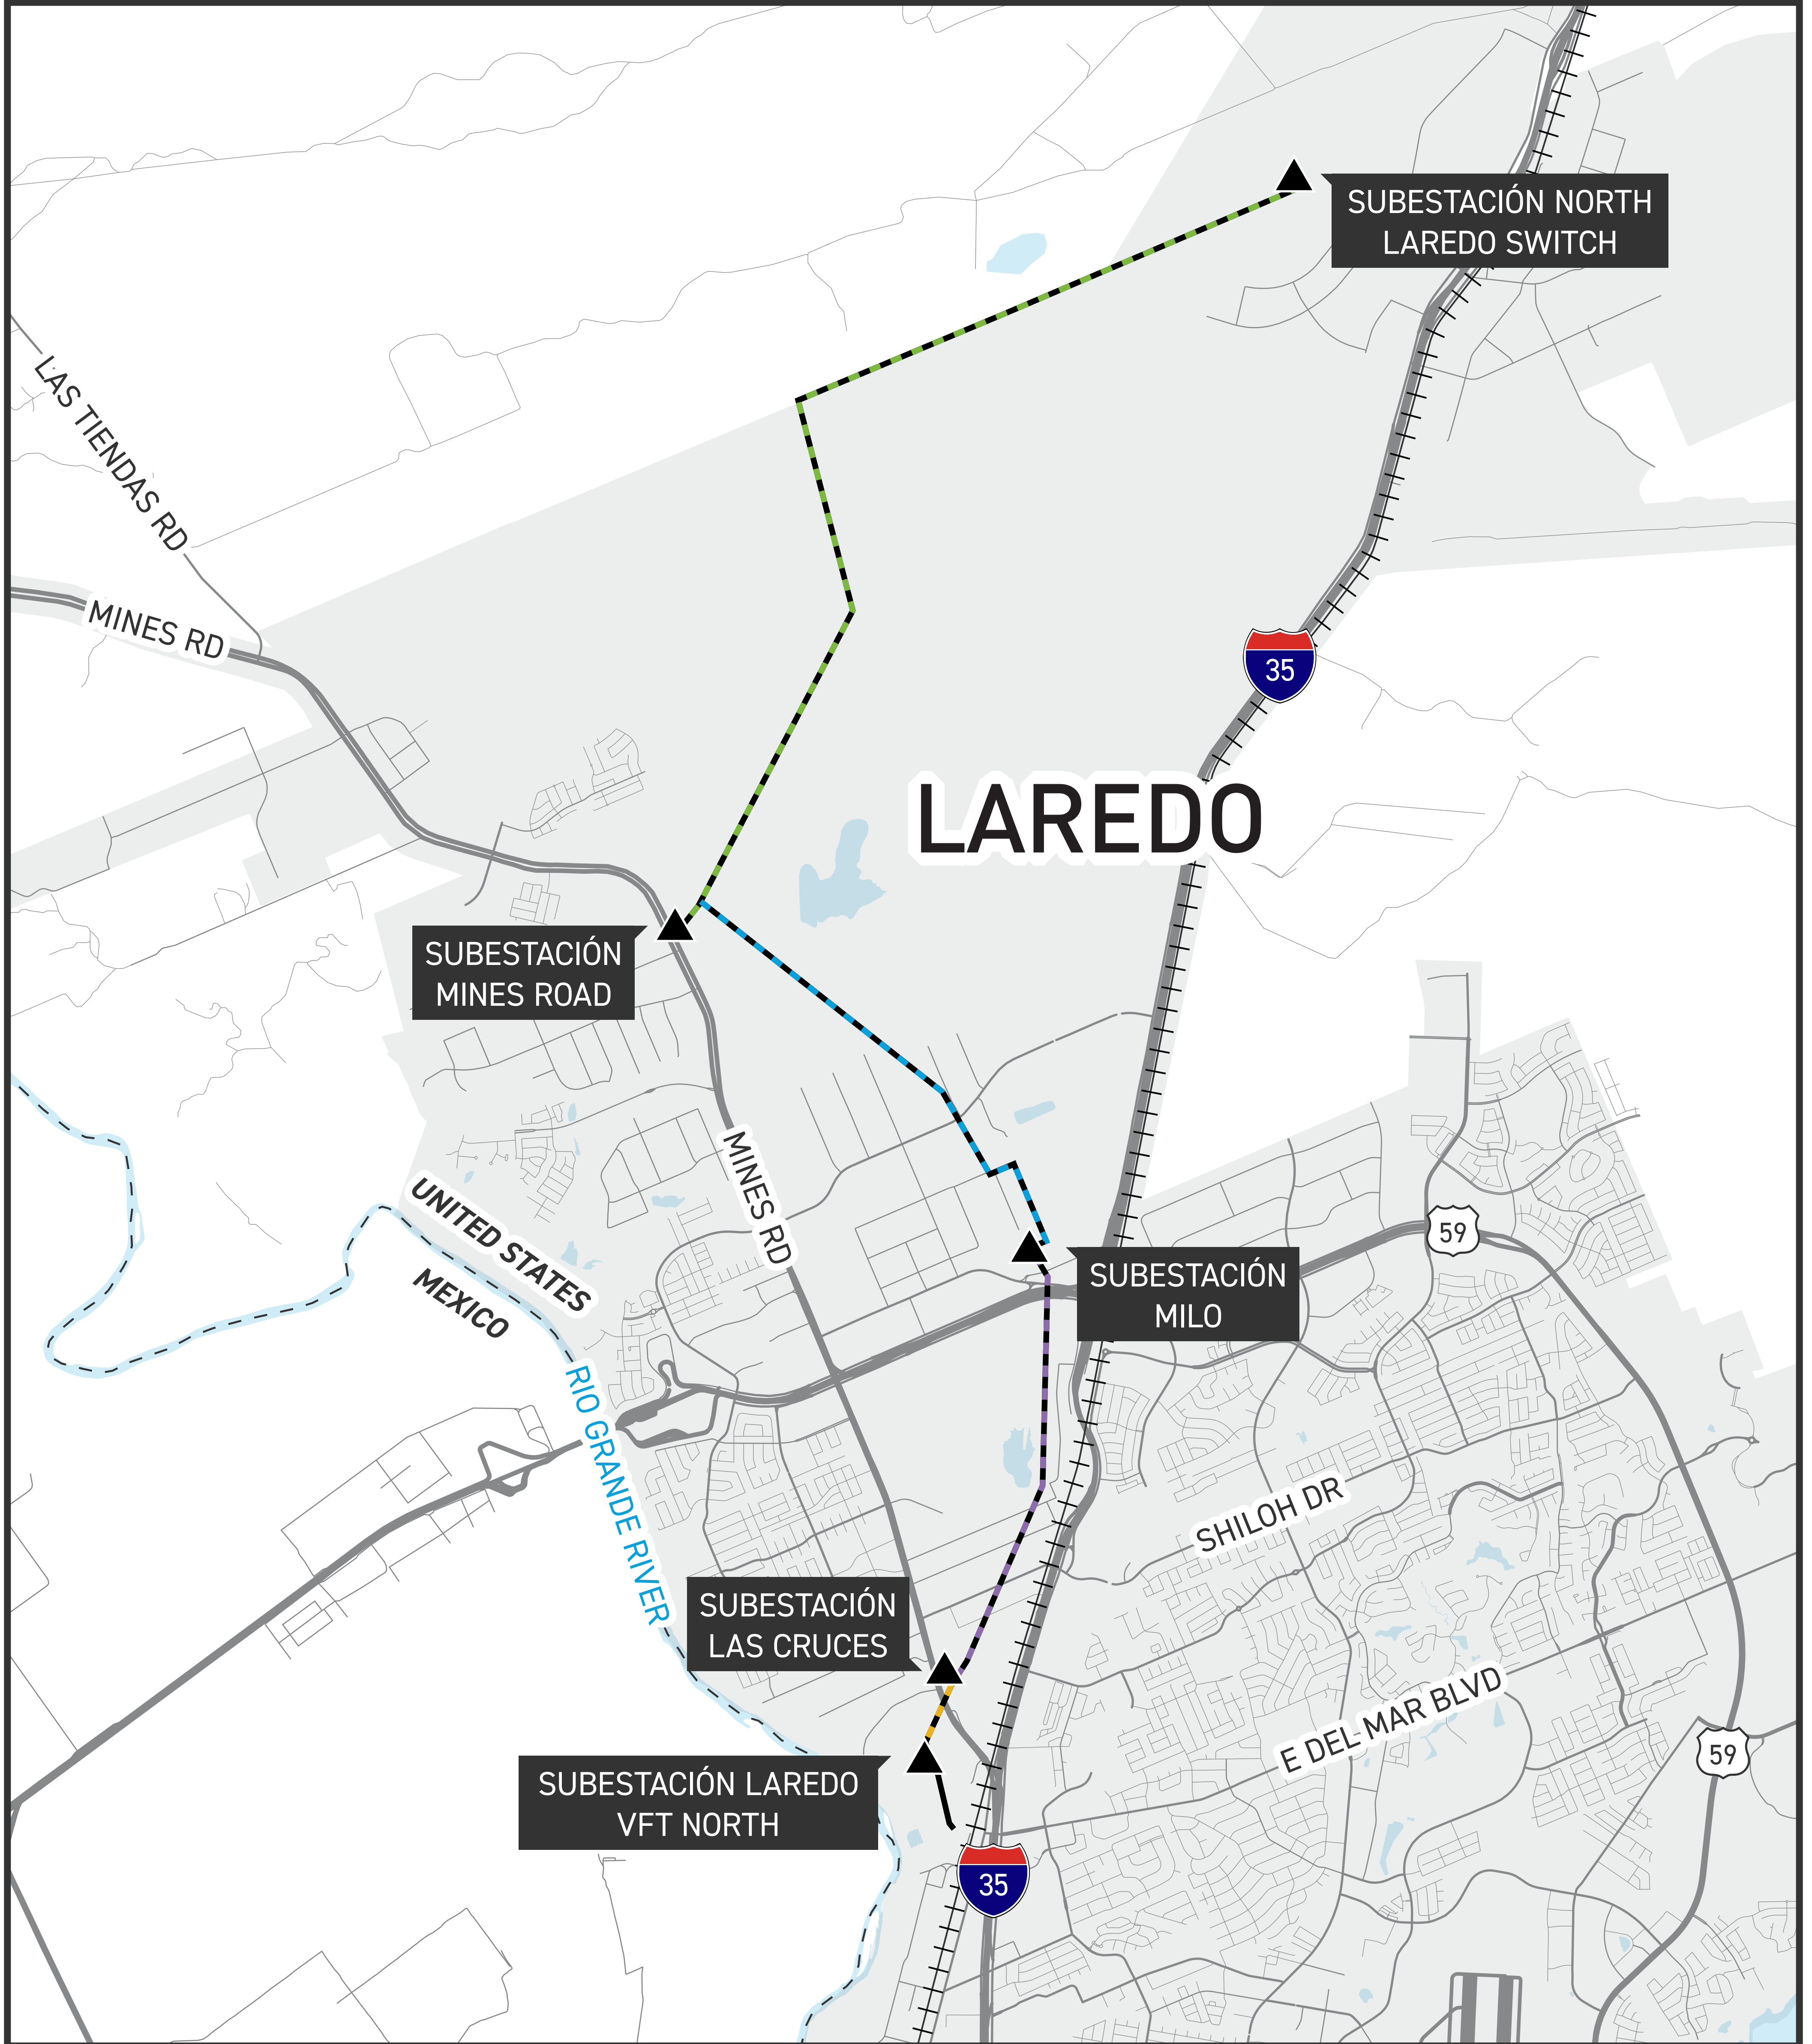 SUBESTACIÓN NORTH
LAREDO SWITCH
LAS TIENDAS RD
MINES RD
35
LAREDO
SUBESTACIÓN
MINES ROAD
MINES RD
UNITED STATES
MEXICO
59
SUBESTACIÓN
MILO
RIO GRANDE RIVER
SHILOH DR
SUBESTACIÓN
LAS CRUCES
E DEL MAR BLVD
59
SUBESTACIÓN LAREDO
VFT NORTH
35